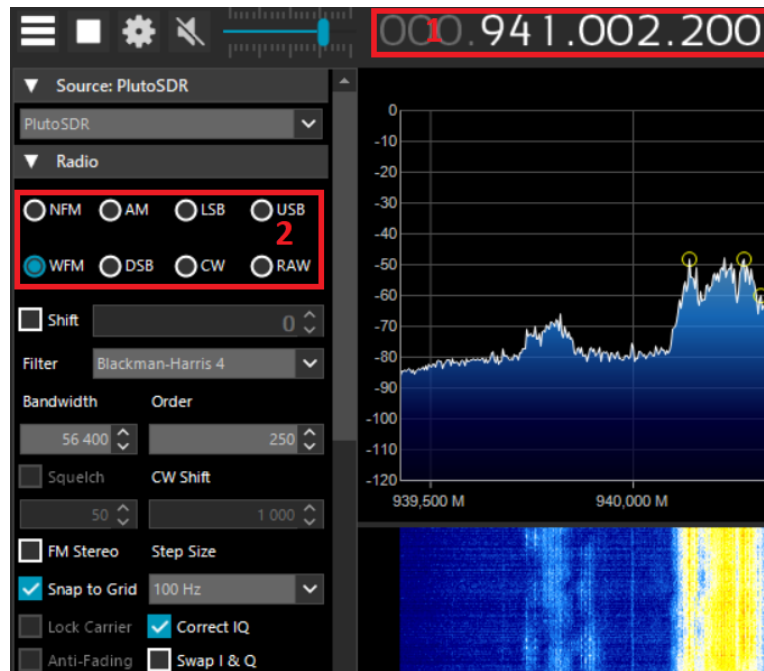 000.941.002.200
1
Source: PlutoSDR
PlutoSDR
Radio
NFM AM LSB USB
2
WFM DSB CW RAW
Shift 0
Filter Blackman-Harris 4
Bandwidth Order
56 400 250
Squelch CW Shift
50 1 000
FM Stereo Step Size
Snap to Grid 100 Hz
Lock Carrier Correct IQ
Anti-Fading Swap I & Q
0
-10
-20
-30
-40
-50
-60
-70
-80
-90
-100
-110
-120
939,500 M 940,000 M